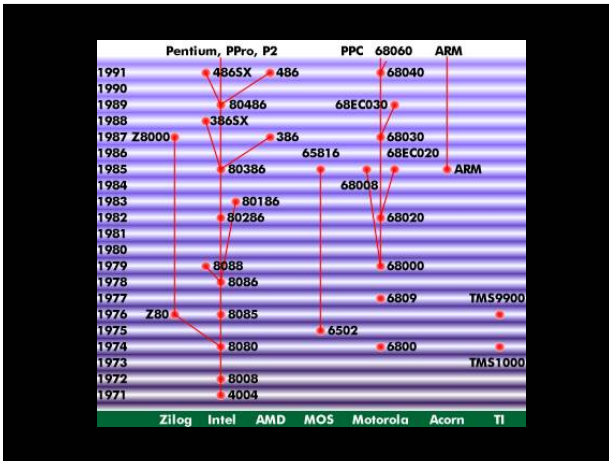 Pentium, PPro, P2 PPC 68060 ARM
1991 486SX 486 68040
1990
1989 80486 68EC030
1988 386SX
1987 Z8000 386 68030
1986 65816 68EC020
1985 80386 ARM
1984 68008
1983 80186
1982 80286 68020
1981
1980
1979 8088 68000
1978 8086
1977 6809 TMS9900
1976 Z80 8085
1975 6502
1974 8080 6800
1973 TMS1000
1972 8008
1971 4004
Zilog Intel AMD MOS Motorola Acorn TI